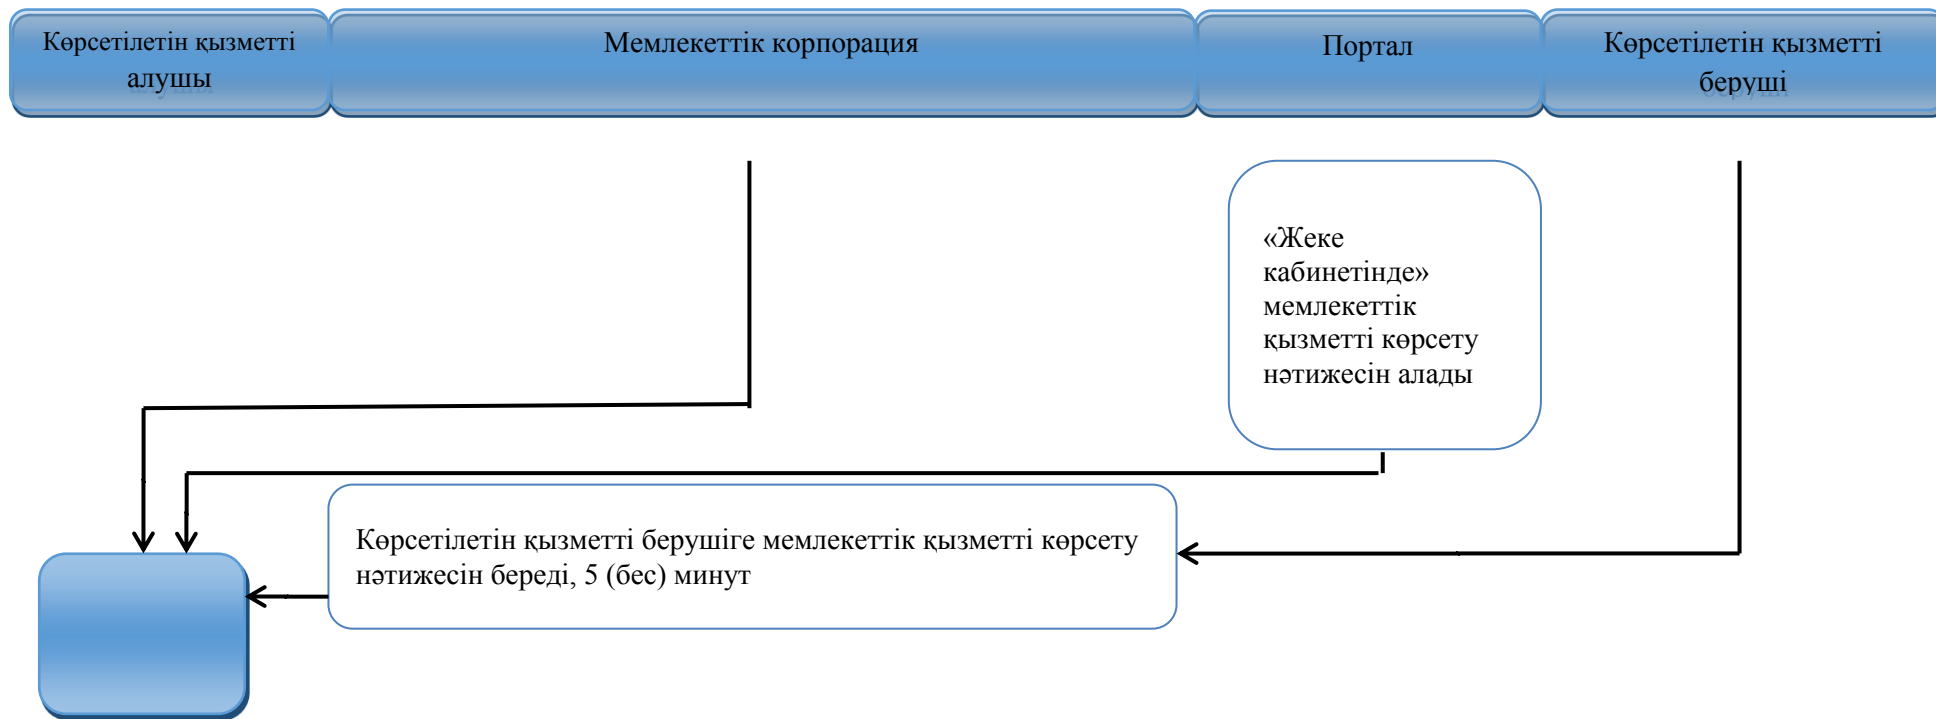 Көрсетілетін қызметті
алушы
Мемлекеттік корпорация
Портал
Көрсетілетін қызметті
беруші
«Жеке
кабинетінде»
мемлекеттік
қызметті көрсету
нәтижесін алады
Көрсетілетін қызметті берушіге мемлекеттік қызметті көрсету
нәтижесін береді, 5 (бес) минут